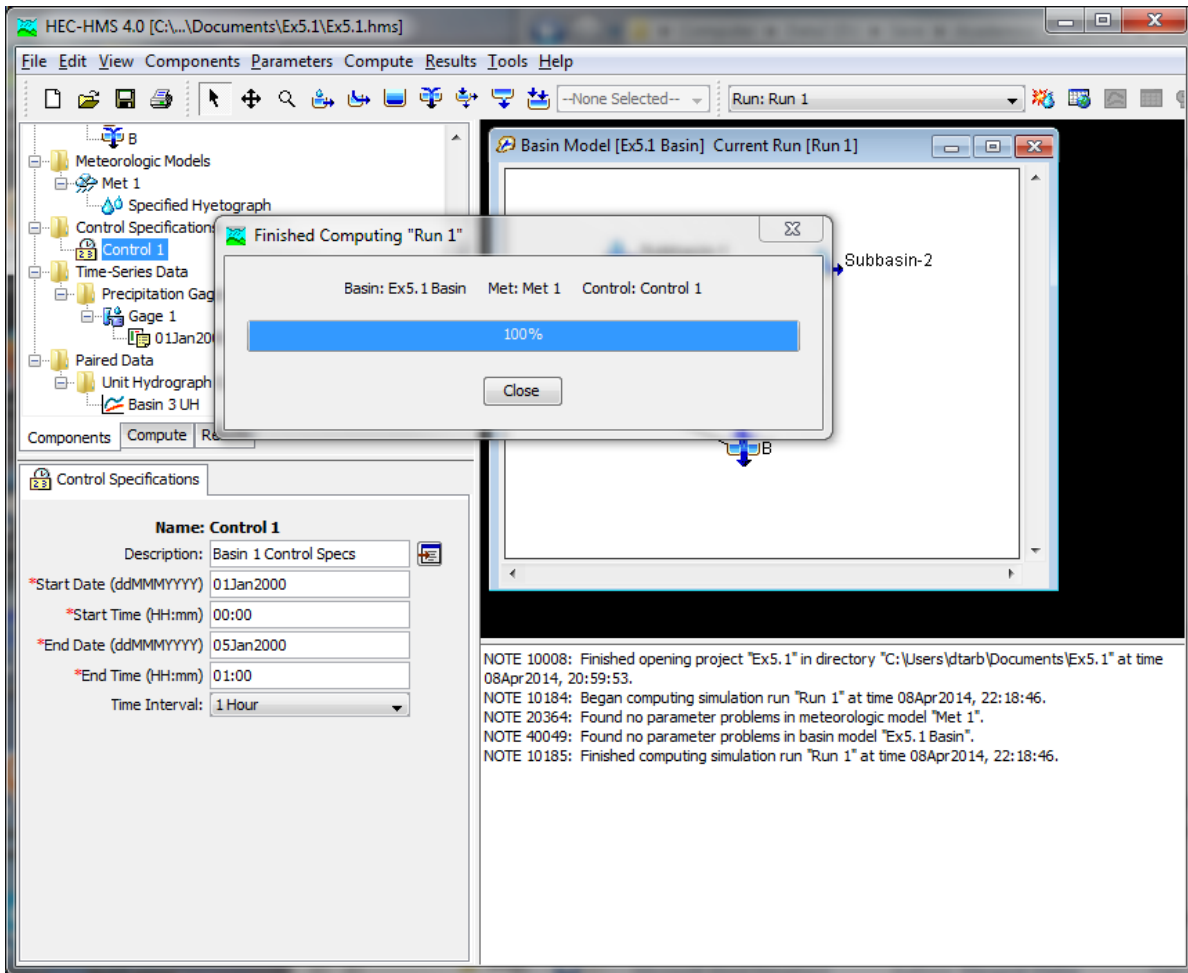 HEC-HMS 4.0 [C:\...\Documents\Ex5.1\Ex5.1.hms]
File Edit View Components Parameters Compute Results Tools Help
--None Selected-- Run: Run 1
B
Meteorologic Models
Met 1
Specified Hyetograph
Control Specification
Control 1
Time-Series Data
Precipitation Gag
Gage 1
01Jan20
Paired Data
Unit Hydrograph
Basin 3 UH
Components Compute
Basin Model [Ex5.1 Basin] Current Run [Run 1]
Subbasin-2
B
Finished Computing "Run 1"
Basin: Ex5.1 Basin Met: Met 1 Control: Control 1
100%
Close
Control Specifications
Name: Control 1
Description: Basin 1 Control Specs
*Start Date (ddMMMYYYY) 01Jan2000
*Start Time (HH:mm) 00:00
*End Date (ddMMMYYYY) 05Jan2000
*End Time (HH:mm) 01:00
Time Interval: 1 Hour
NOTE 10008: Finished opening project "Ex5.1" in directory "C:\Users\dtarb\Documents\Ex5.1" at time
08Apr2014, 20:59:53.
NOTE 10184: Began computing simulation run "Run 1" at time 08Apr2014, 22:18:46.
NOTE 20364: Found no parameter problems in meteorologic model "Met 1".
NOTE 40049: Found no parameter problems in basin model "Ex5.1 Basin".
NOTE 10185: Finished computing simulation run "Run 1" at time 08Apr2014, 22:18:46.